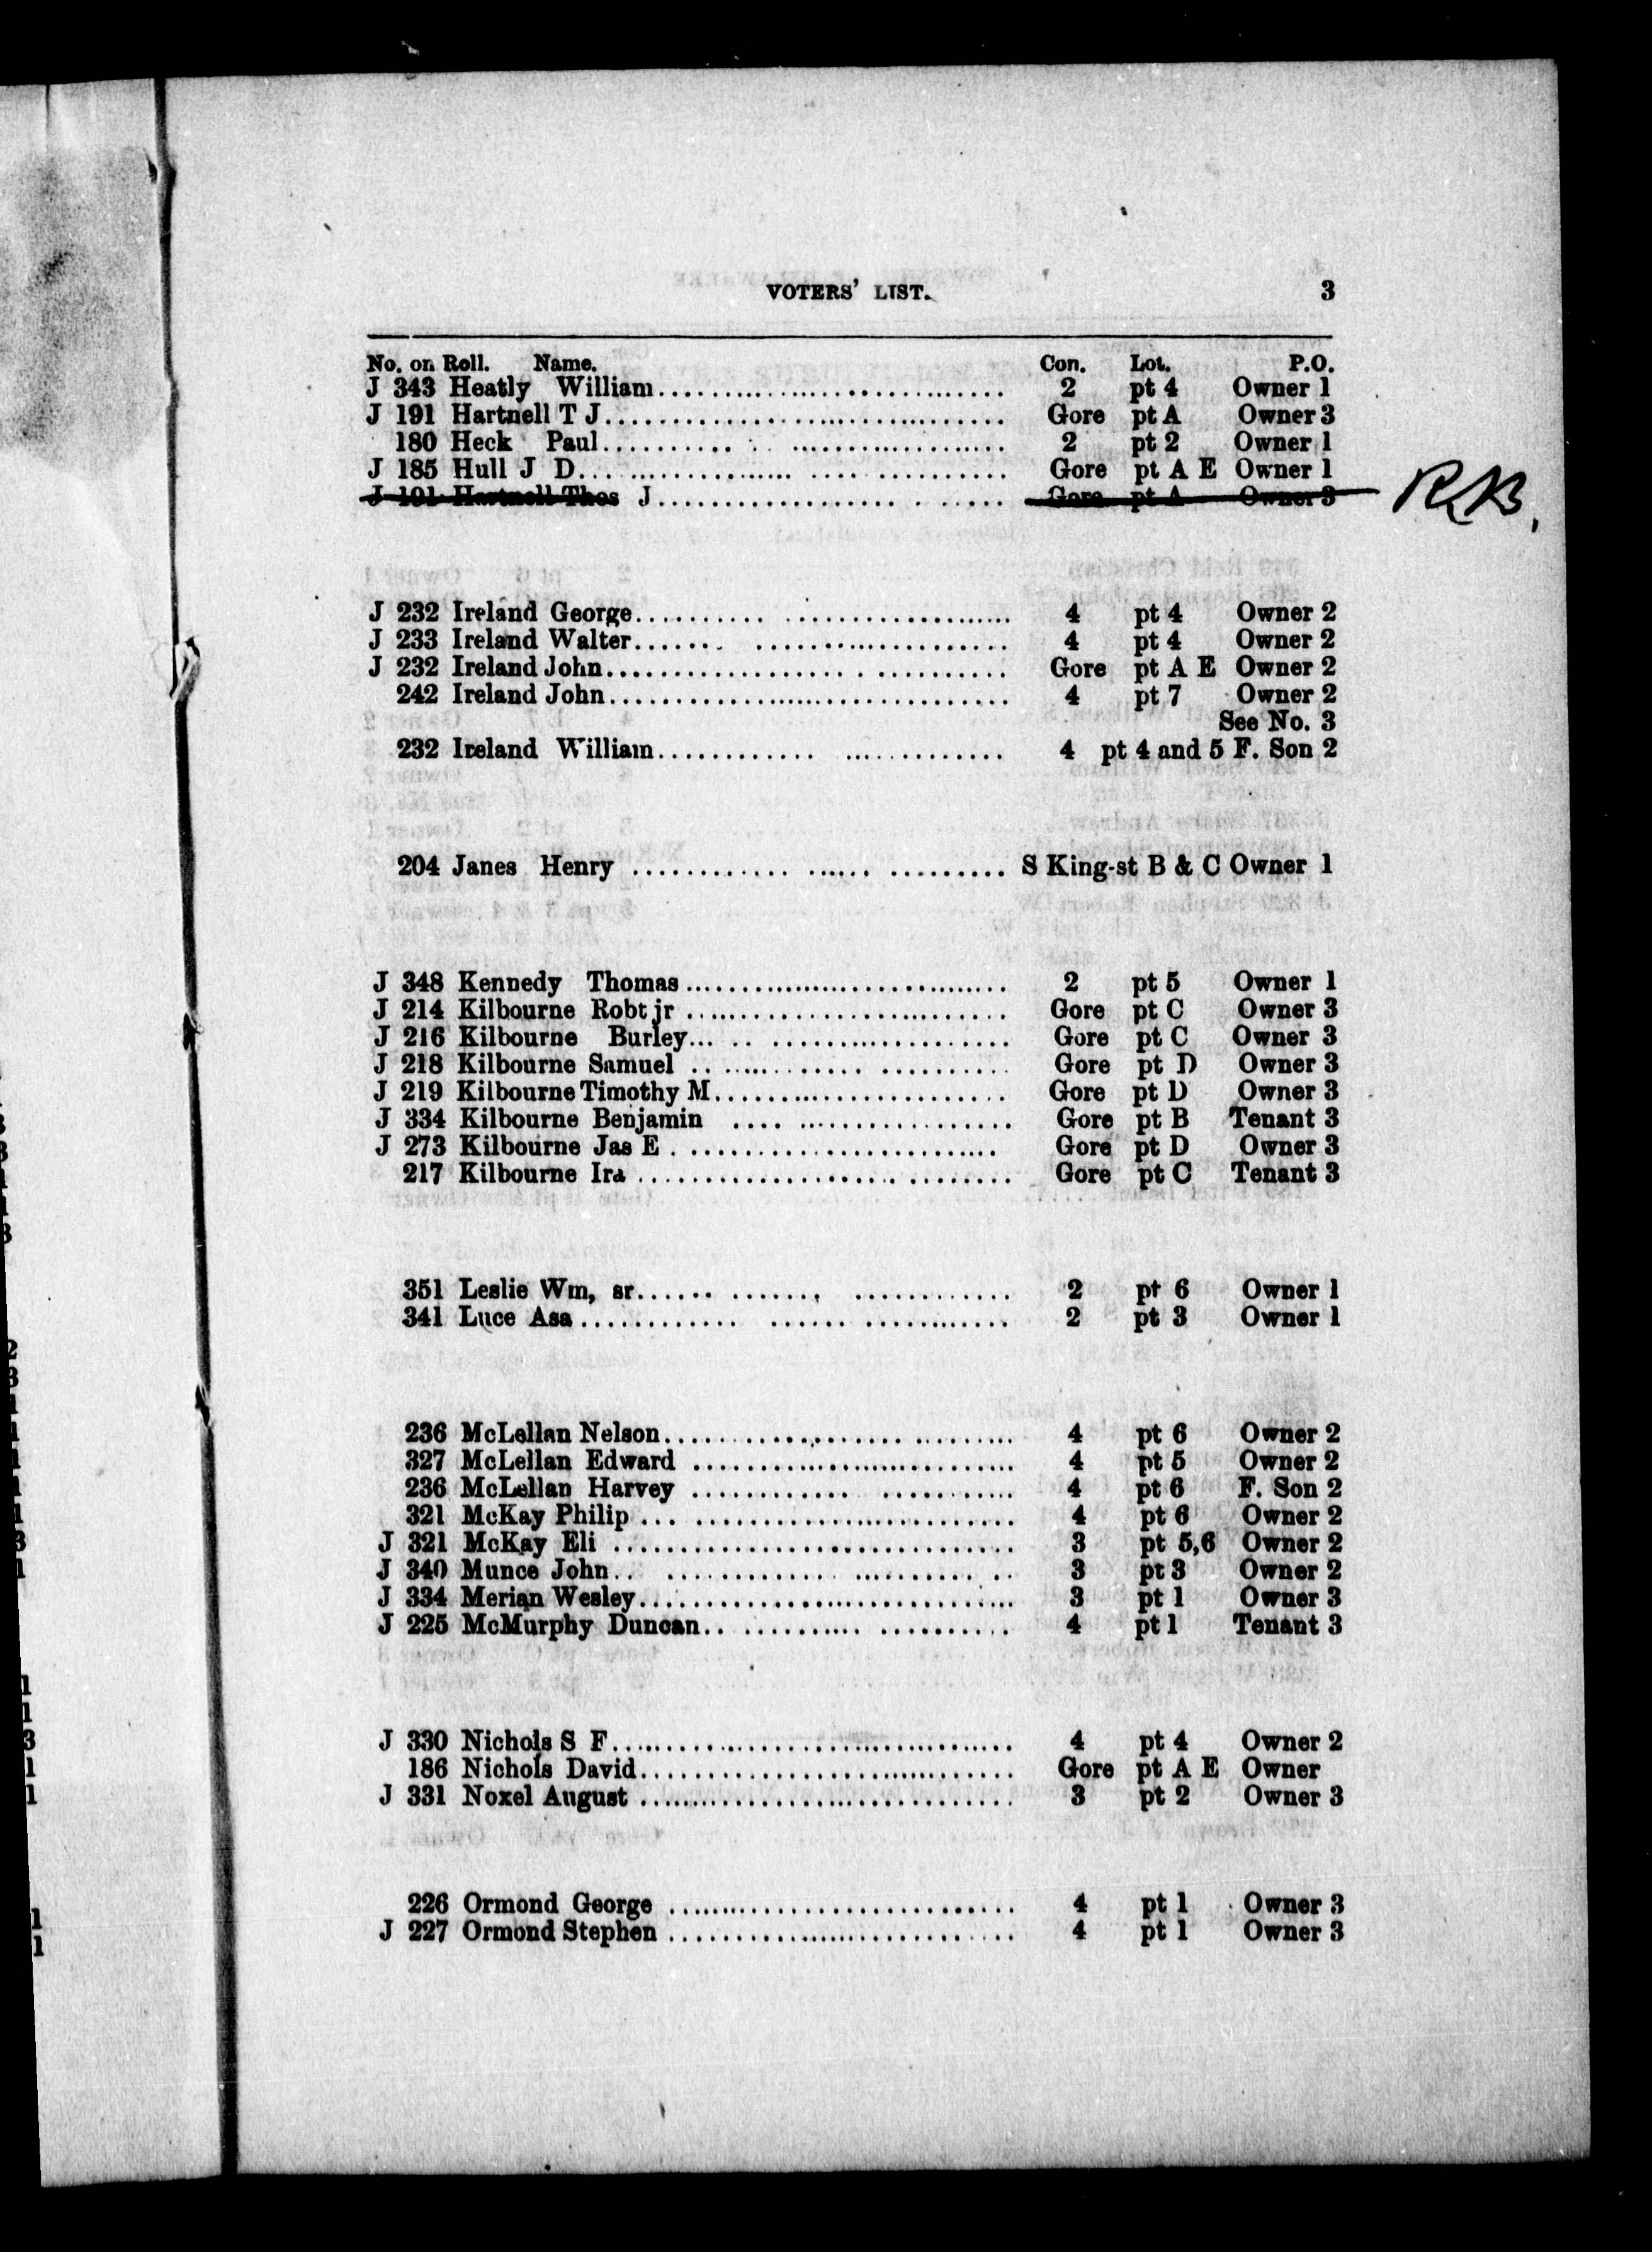 VOTERS' LIST. 3
No. on Roll. Name. Con. Lot. P.O.
J 343 Heatly William 2 pt 4 Owner 1
J 191 Hartnell T J Gore pt A Owner 3
180 Heck Paul 2 pt 2 Owner 1
J 185 Hull J D Gore pt A E Owner 1
J 191 Hartnell Thos J Gore pt A Owner 3 RKB.
J 232 Ireland George 4 pt 4 Owner 2
J 233 Ireland Walter 4 pt 4 Owner 2
J 232 Ireland John Gore pt A E Owner 2
242 Ireland John 4 pt 7 Owner 2
See No. 3
232 Ireland William 4 pt 4 and 5 F. Son 2
204 Janes Henry S King-st B & C Owner 1
J 348 Kennedy Thomas 2 pt 5 Owner 1
J 214 Kilbourne Robt jr Gore pt C Owner 3
J 216 Kilbourne Burley Gore pt C Owner 3
J 218 Kilbourne Samuel Gore pt D Owner 3
J 219 Kilbourne Timothy M Gore pt D Owner 3
J 334 Kilbourne Benjamin Gore pt B Tenant 3
J 273 Kilbourne Jas E Gore pt D Owner 3
217 Kilbourne Ira Gore pt C Tenant 3
351 Leslie Wm, sr 2 pt 6 Owner 1
341 Luce Asa 2 pt 3 Owner 1
236 McLellan Nelson 4 pt 6 Owner 2
327 McLellan Edward 4 pt 5 Owner 2
236 McLellan Harvey 4 pt 6 F. Son 2
321 McKay Philip 4 pt 6 Owner 2
J 321 McKay Eli 3 pt 5,6 Owner 2
J 340 Munce John 3 pt 3 Owner 2
J 334 Merian Wesley 3 pt 1 Owner 3
J 225 McMurphy Duncan 4 pt 1 Tenant 3
J 330 Nichols S F 4 pt 4 Owner 2
186 Nichols David Gore pt A E Owner
J 331 Noxel August 3 pt 2 Owner 3
226 Ormond George 4 pt 1 Owner 3
J 227 Ormond Stephen 4 pt 1 Owner 3